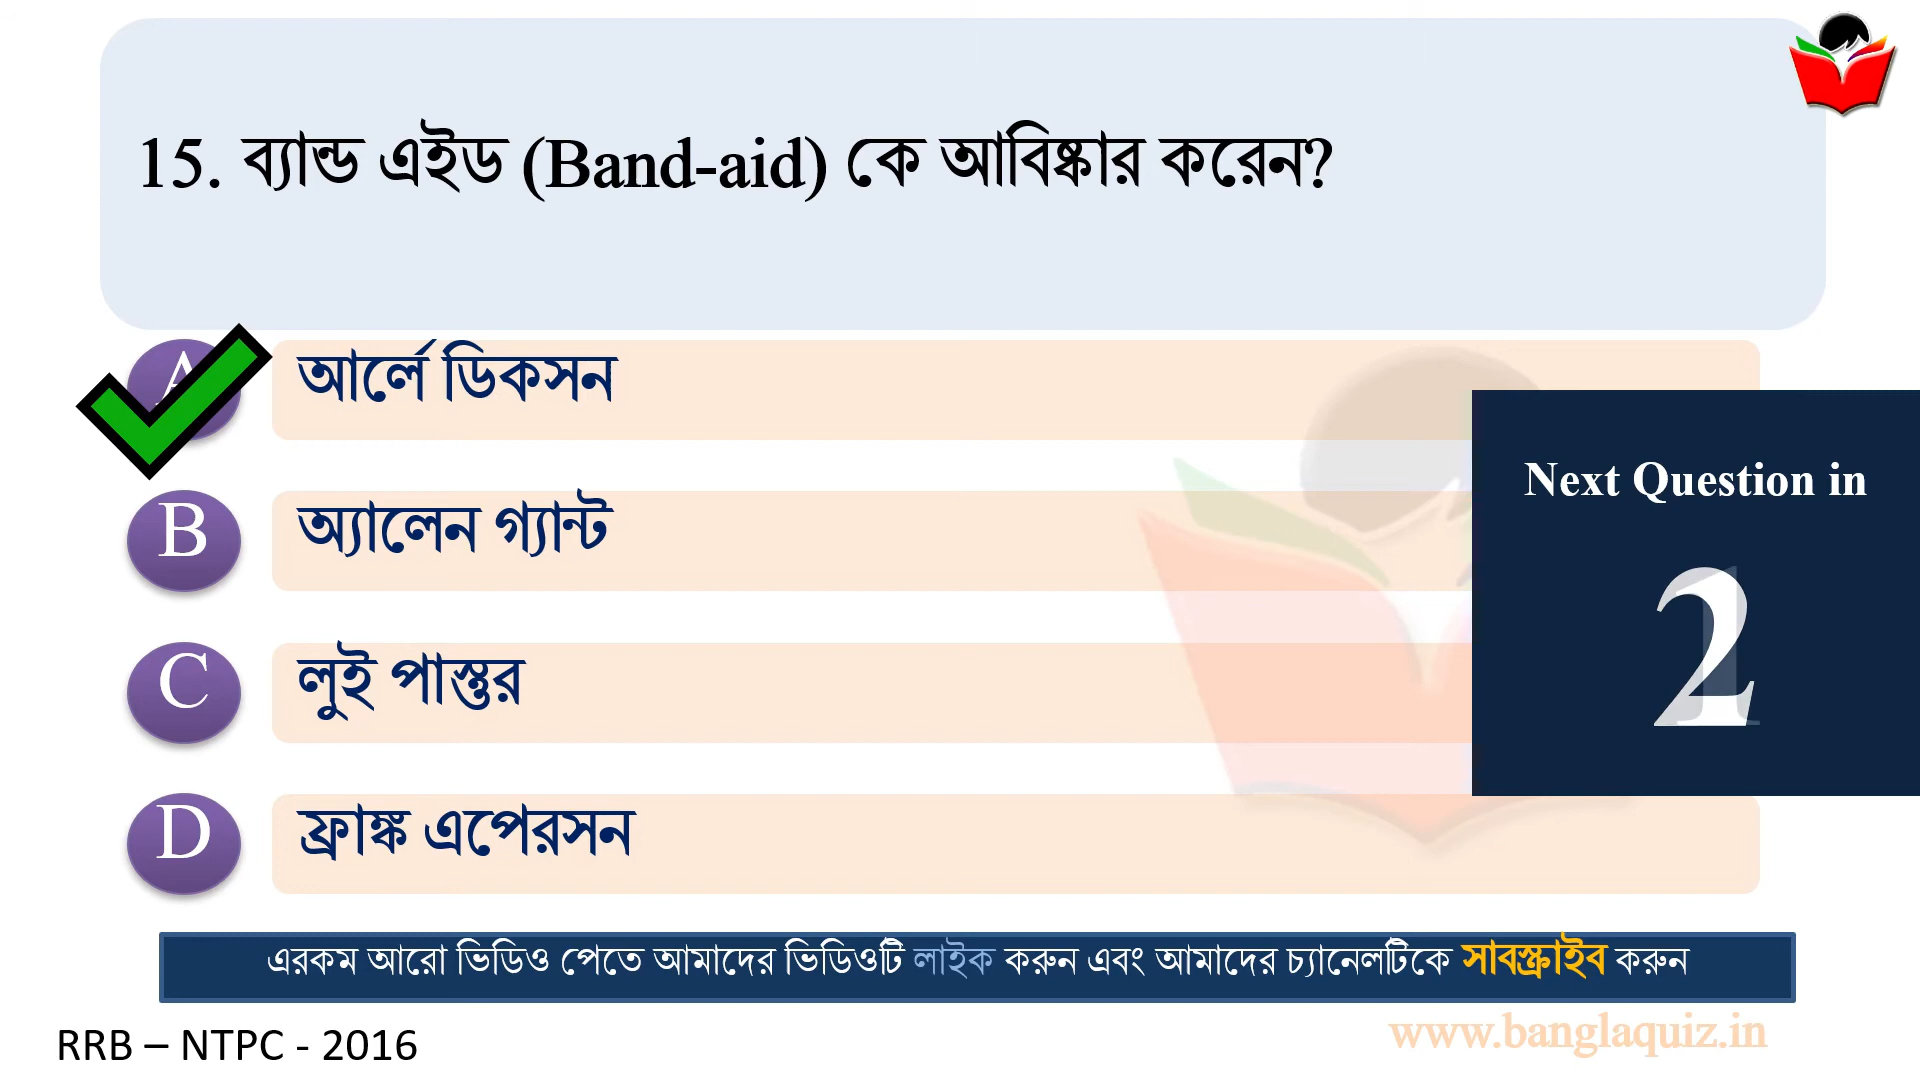 15. ব্যান্ড এইড (Band-aid) কে আবিষ্কার করেন?
A
আর্লে ডিকসন
B
অ্যালেন গ্যান্ট
C
লুই পাস্তুর
D
ফ্রাঙ্ক এপেরসন
Next Question in
2
এরকম আরো ভিডিও পেতে আমাদের ভিডিওটি লাইক করুন এবং আমাদের চ্যানেলটিকে সাবস্ক্রাইব করুন
RRB – NTPC - 2016
www.banglaquiz.in